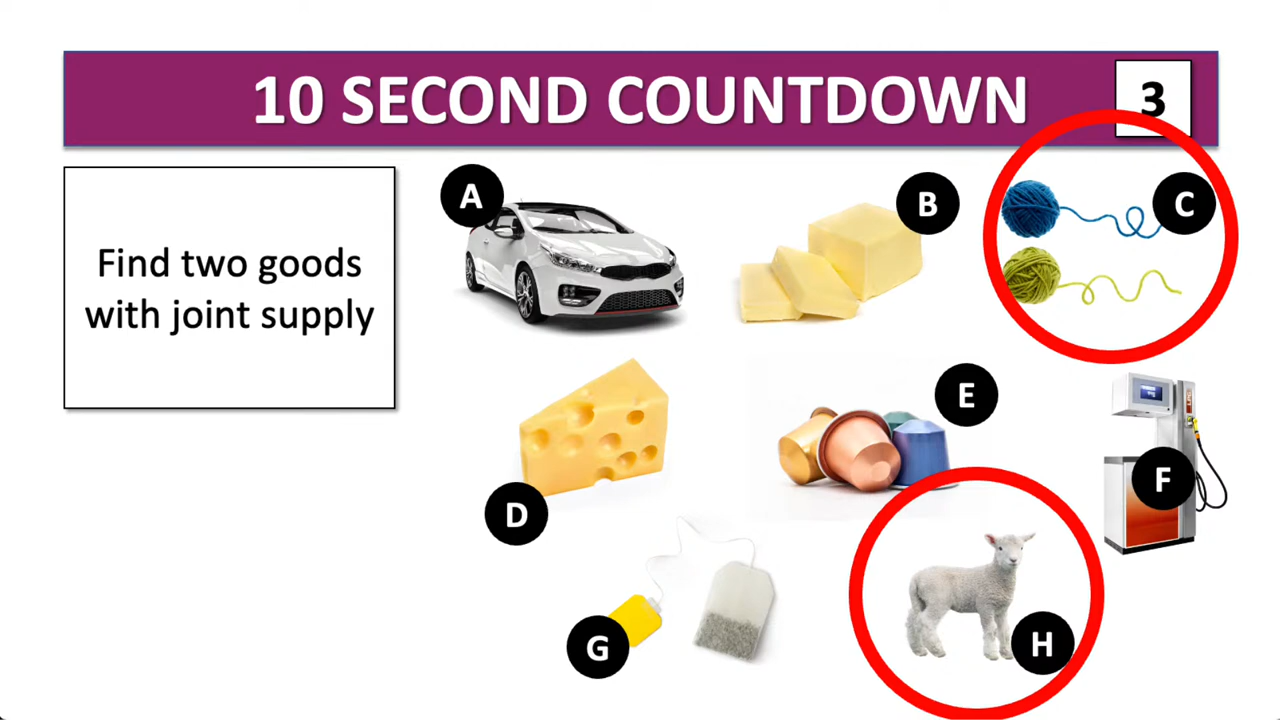 10 SECOND COUNTDOWN
3
Find two goods
with joint supply
A
B
C
D
E
F
G
H